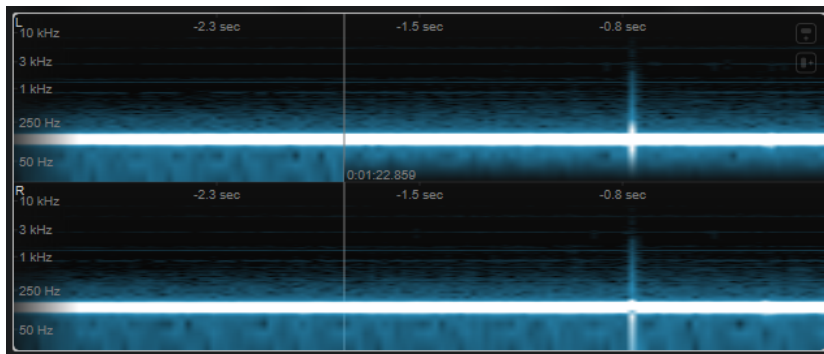 L
-2.3 sec -1.5 sec -0.8 sec
10 kHz
3 kHz
1 kHz
250 Hz
50 Hz
0:01:22.859
R
-2.3 sec -1.5 sec -0.8 sec
10 kHz
3 kHz
1 kHz
250 Hz
50 Hz